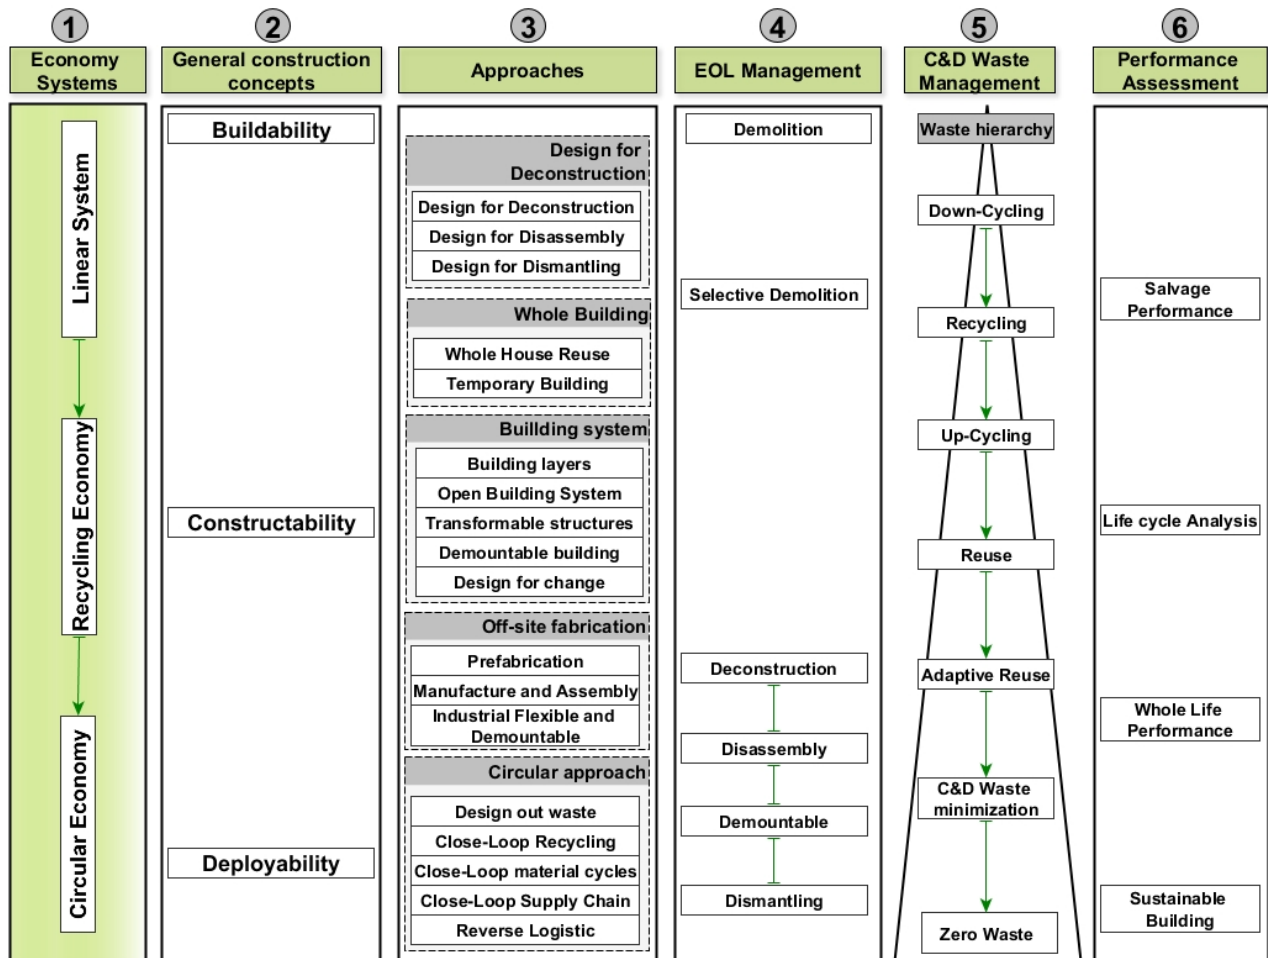 1
Economy
Systems
Linear System
Recycling Economy
Circular Economy
2
General construction
concepts
Buildability
Constructability
Deployability
3
Approaches
Design for
Deconstruction
Design for Deconstruction
Design for Disassembly
Design for Dismantling
Whole Building
Whole House Reuse
Temporary Building
Buillding system
Building layers
Open Building System
Transformable structures
Demountable building
Design for change
Off-site fabrication
Prefabrication
Manufacture and Assembly
Industrial Flexible and
Demountable
Circular approach
Design out waste
Close-Loop Recycling
Close-Loop material cycles
Close-Loop Supply Chain
Reverse Logistic
4
EOL Management
Demolition
Selective Demolition
Deconstruction
Disassembly
Demountable
Dismantling
5
C&D Waste
Management
Waste hierarchy
Down-Cycling
Recycling
Up-Cycling
Reuse
Adaptive Reuse
C&D Waste
minimization
Zero Waste
6
Performance
Assessment
Salvage
Performance
Life cycle Analysis
Whole Life
Performance
Sustainable
Building